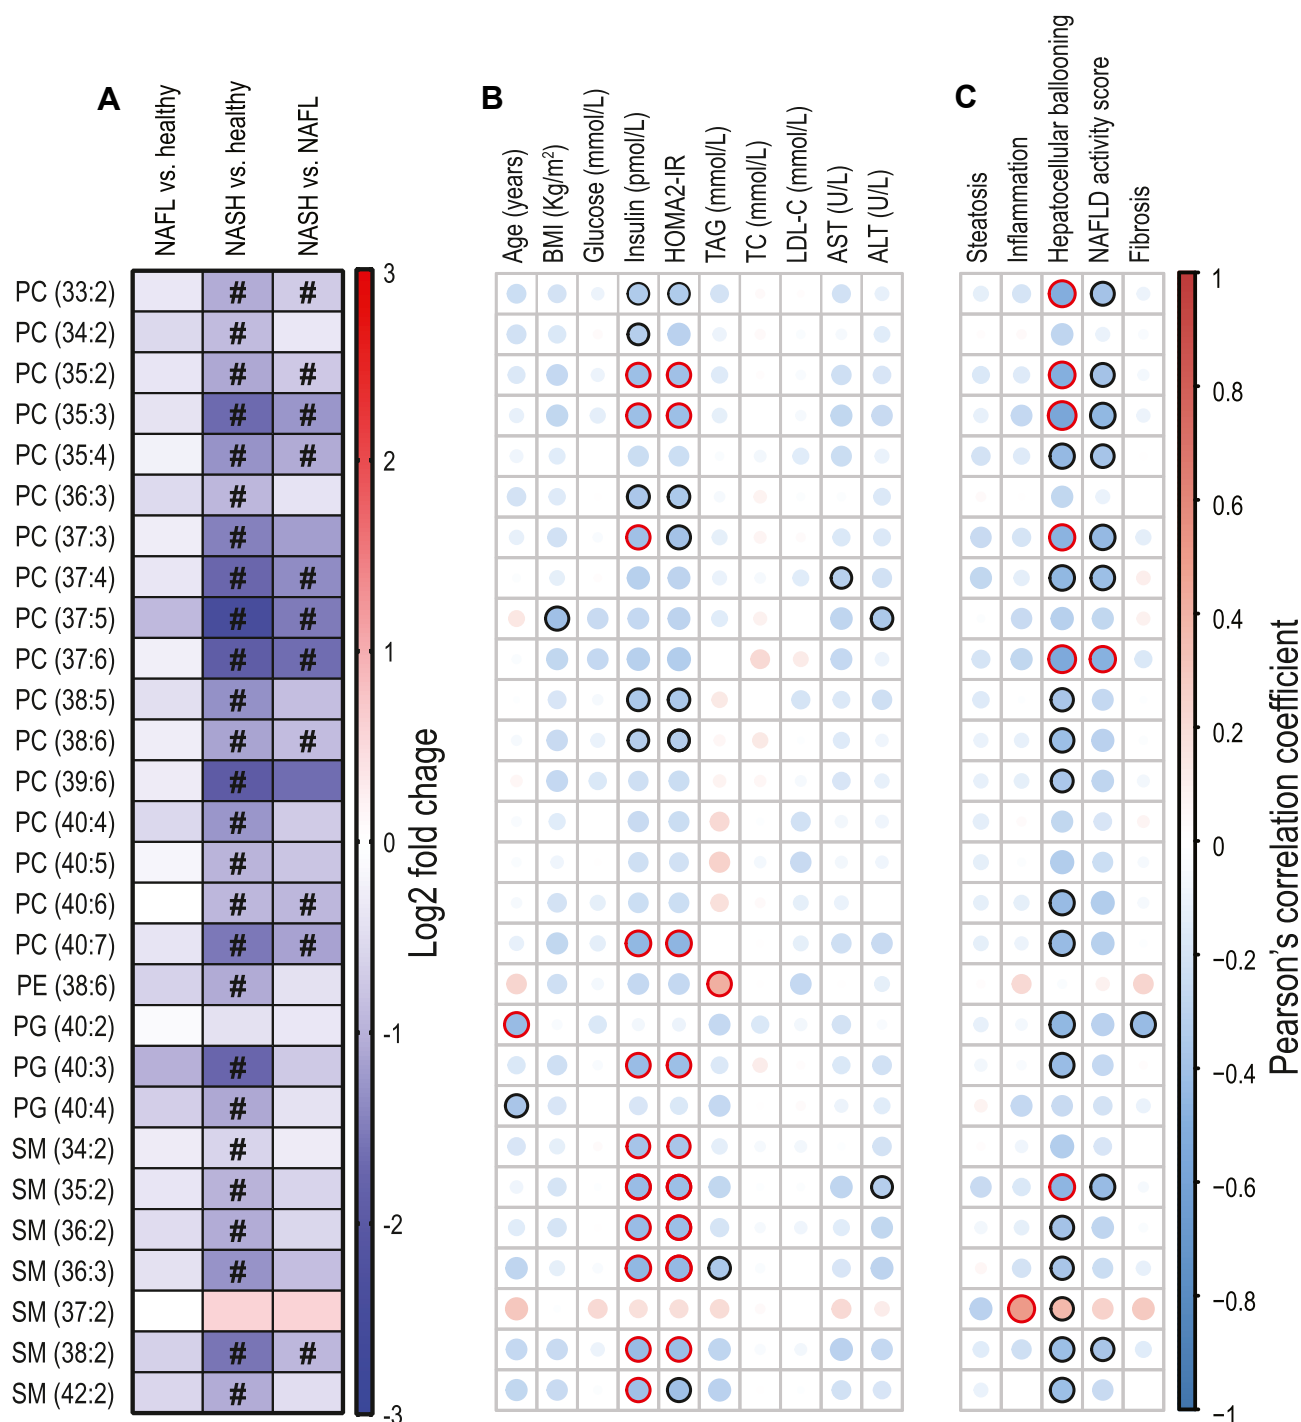 A
NAFL vs. healthy
NASH vs. healthy
NASH vs. NAFL
B
Age (years)
BMI (Kg/m²)
Glucose (mmol/L)
Insulin (pmol/L)
HOMA2-IR
TAG (mmol/L)
TC (mmol/L)
LDL-C (mmol/L)
AST (U/L)
ALT (U/L)
C
Steatosis
Inflammation
Hepatocellular ballooning
NAFLD activity score
Fibrosis
PC (33:2) # #
PC (34:2) #
PC (35:2) # #
PC (35:3) # #
PC (35:4) # #
PC (36:3) #
PC (37:3) #
PC (37:4) # #
PC (37:5) # #
PC (37:6) # #
PC (38:5) #
PC (38:6) # #
PC (39:6) #
PC (40:4) #
PC (40:5) #
PC (40:6) # #
PC (40:7) # #
PE (38:6) #
PG (40:2)
PG (40:3) #
PG (40:4) #
SM (34:2) #
SM (35:2) #
SM (36:2) #
SM (36:3) #
SM (37:2)
SM (38:2) # #
SM (42:2) #
3
2
1
0
-1
-2
-3
Log2 fold chage
1
0.8
0.6
0.4
0.2
0
−0.2
−0.4
−0.6
−0.8
−1
Pearson's correlation coefficient